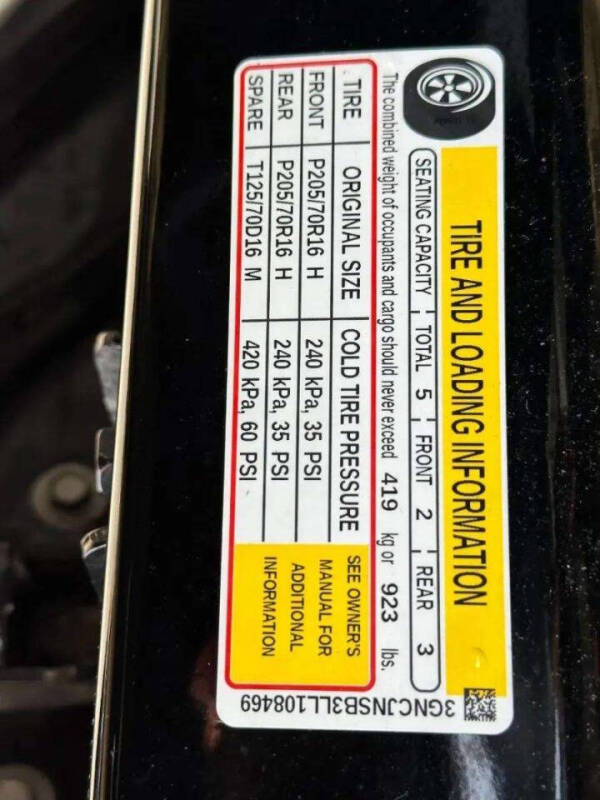 TIRE AND LOADING INFORMATION
SEATING CAPACITY TOTAL 5 FRONT 2 REAR 3
The combined weight of occupants and cargo should never exceed 419 kg or 923 lbs.
TIRE ORIGINAL SIZE COLD TIRE PRESSURE
FRONT P205/70R16 H 240 kPa, 35 PSI
REAR P205/70R16 H 240 kPa, 35 PSI
SPARE T125/70D16 M 420 kPa, 60 PSI
SEE OWNER'S
MANUAL FOR
ADDITIONAL
INFORMATION
3GNCJNSB3LL108469